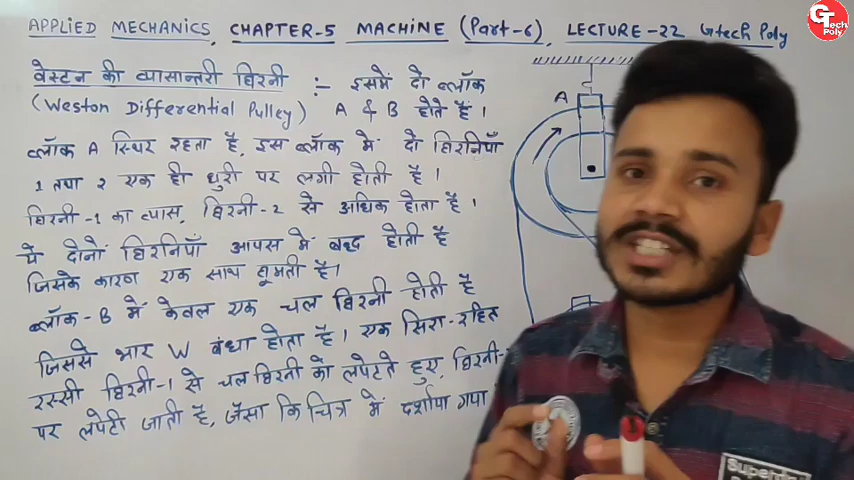 APPLIED MECHANICS, CHAPTER-5 MACHINE (Part-6), LECTURE-22 Gtech Poly
GTech Poly
वेस्टन की व्यासान्तरी घिरनी :- इसमें दो ब्लॉक
(Weston Differential Pulley) A & B होते हैं।
ब्लॉक A स्थिर रहता है, इस ब्लॉक में दो घिरनियाँ
1 तथा 2 एक ही धुरी पर लगी होती है।
घिरनी-1 का व्यास, घिरनी-2 से अधिक होता है।
ये दोनों घिरनियाँ आपस में बद्ध होती है
जिसके कारण एक साथ घूमती है।
ब्लॉक-B में केवल एक चल घिरनी होती है
जिससे भार W बंधा होता है। एक सिरा-रहित
रस्सी घिरनी-1 से चल घिरनी को लपेटते हुए, घिरनी-
पर लपेटी जाती है, जैसा कि चित्र में दर्शाया गया
A